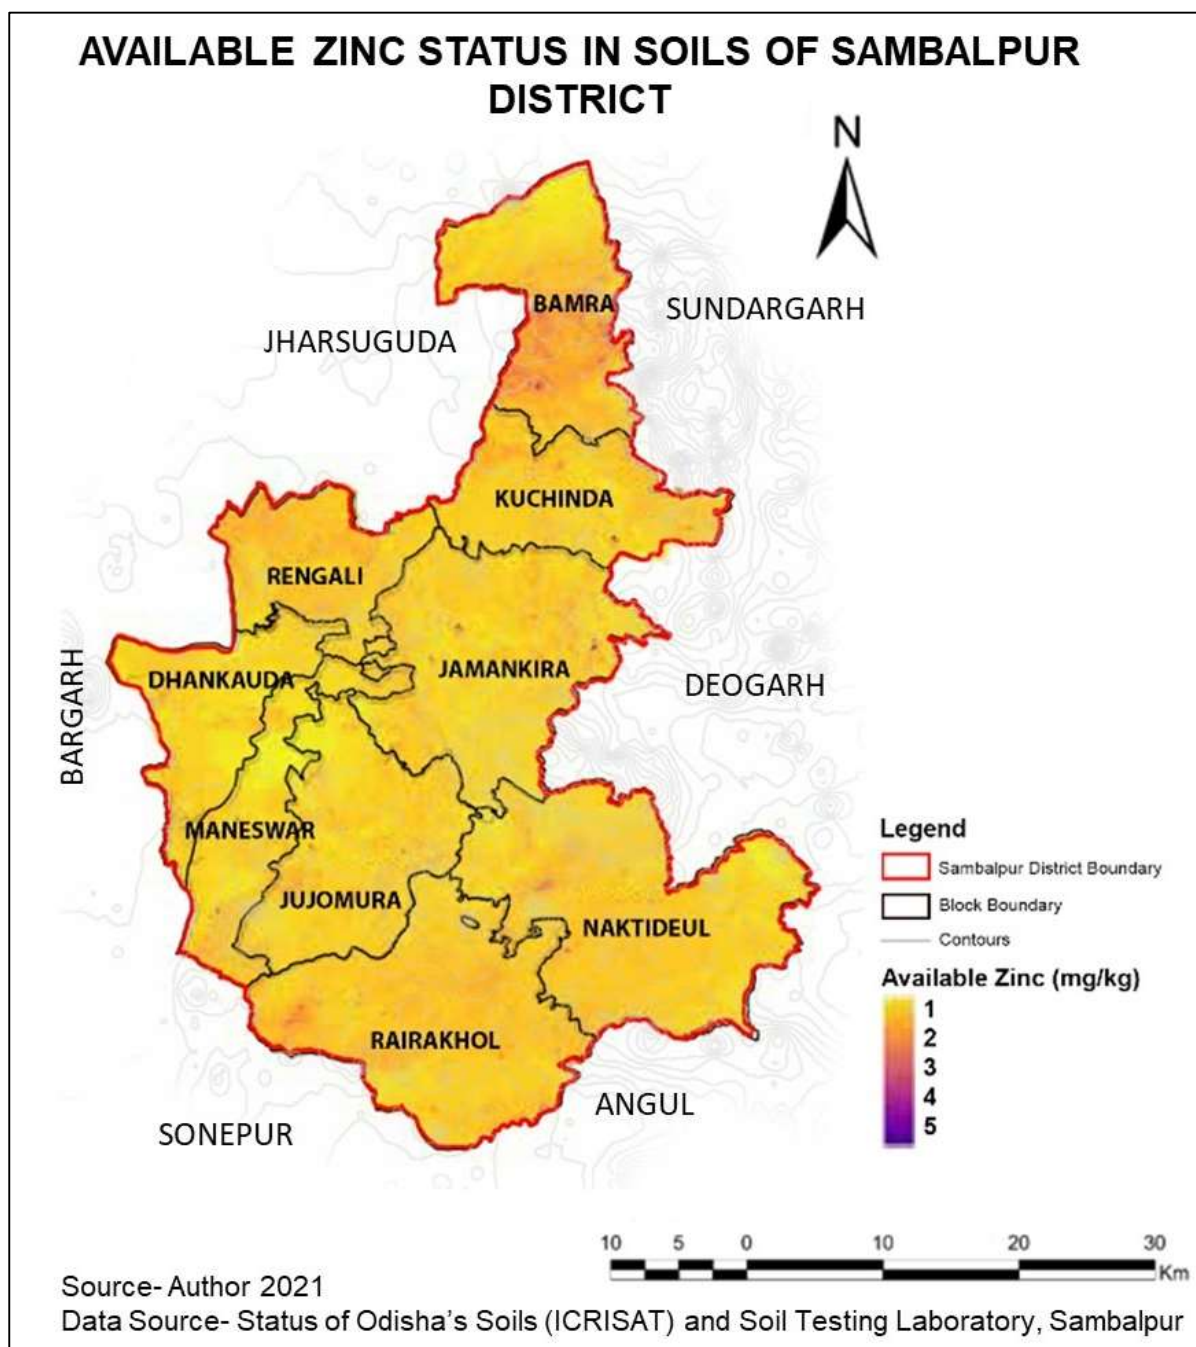 AVAILABLE ZINC STATUS IN SOILS OF SAMBALPUR
DISTRICT
N
BAMRA
SUNDARGARH
JHARSUGUDA
KUCHINDA
RENGALI
BARGARH
DHANKAUDA
JAMANKIRA
DEOGARH
MANESWAR
JUJOMURA
NAKTIDEUL
RAIRAKHOL
ANGUL
SONEPUR
Legend
Sambalpur District Boundary
Block Boundary
Contours
Available Zinc (mg/kg)
1
2
3
4
5
10 5 0 10 20 30
Km
Source- Author 2021
Data Source- Status of Odisha’s Soils (ICRISAT) and Soil Testing Laboratory, Sambalpur